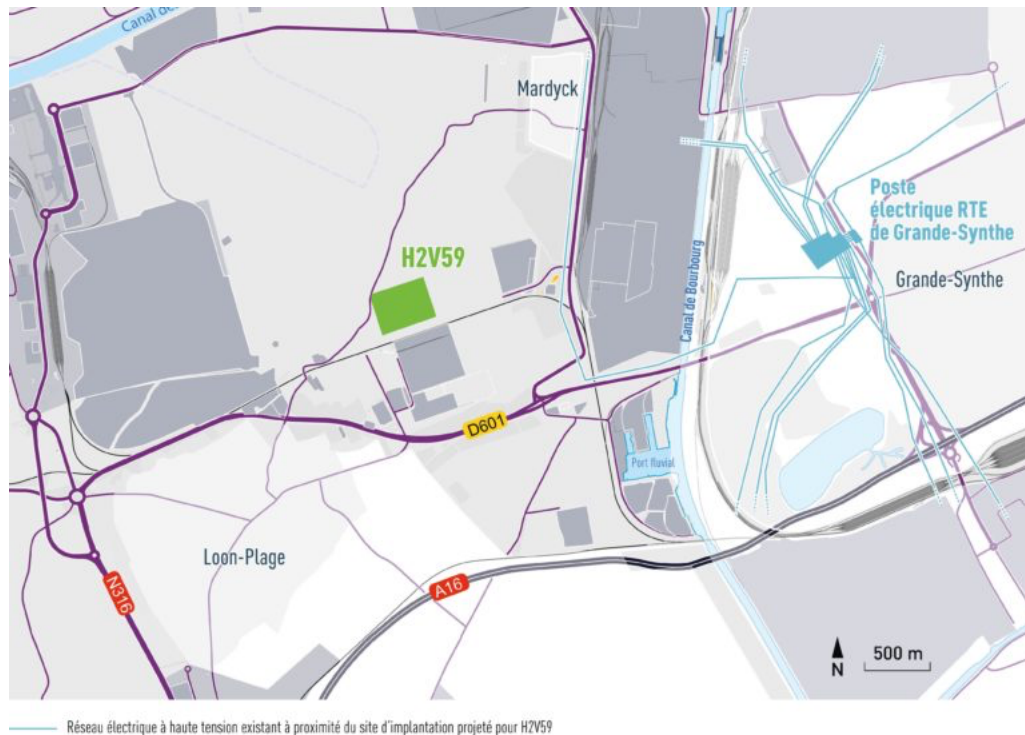 Canal de
Mardyck
Poste
électrique RTE
de Grande-Synthe
H2V59
Canal de Bourbourg
Grande-Synthe
D601
Port fluvial
Loon-Plage
N316
A16
N
500 m
Réseau électrique à haute tension existant à proximité du site d'implantation projeté pour H2V59